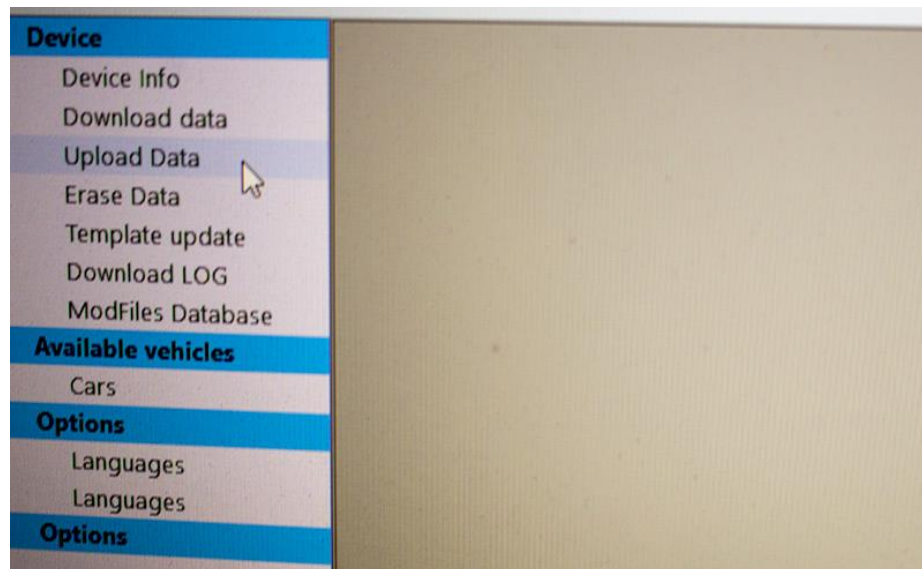 Device
Device Info
Download data
Upload Data
Erase Data
Template update
Download LOG
ModFiles Database
Available vehicles
Cars
Options
Languages
Languages
Options